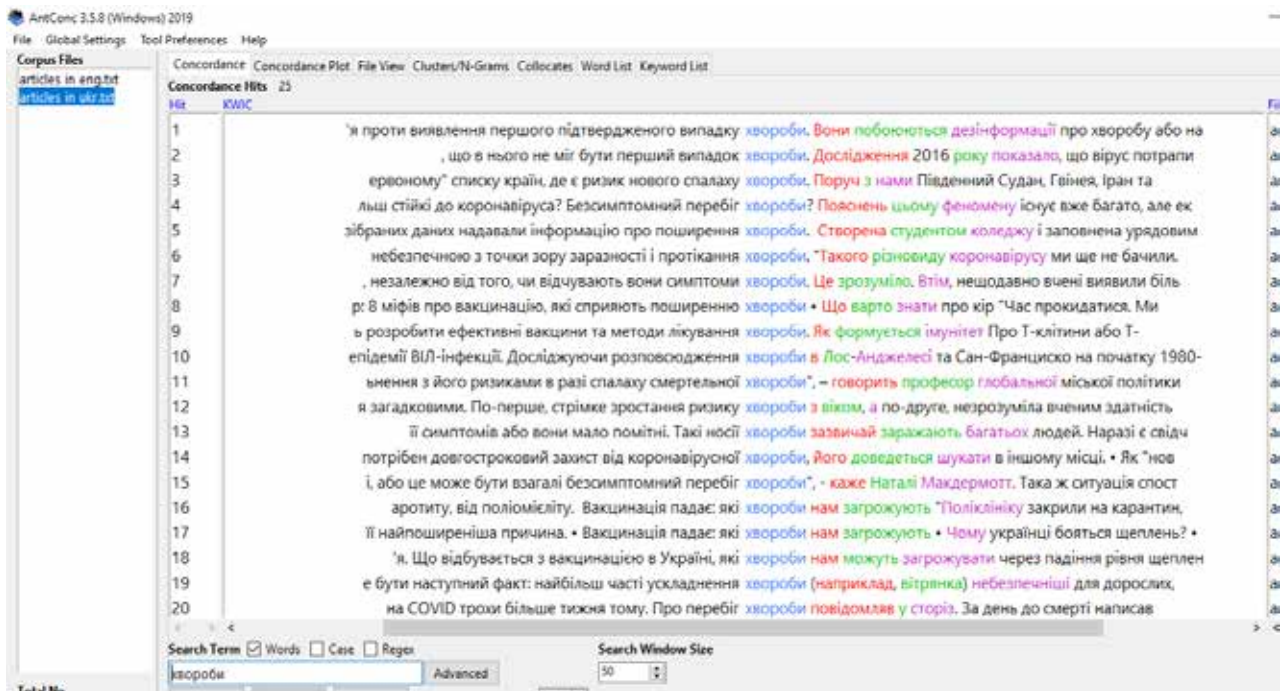 AntConc 3.5.8 (Windows) 2019
File Global Settings Tool Preferences Help
Corpus Files
articles in eng.txt
articles in ukr.txt
Concordance Concordance Plot File View Clusters/N-Grams Collocates Word List Keyword List
Concordance Hits 25
Hit KWIC
1 'я проти виявлення першого підтвердженого випадку хвороби. Вони побоюються дезінформації про хворобу або на
2 , що в нього не міг бути перший випадок хвороби. Дослідження 2016 року показало, що вірус потрапи
3 ервоному" списку країн, де є ризик нового спалаху хвороби. Поруч з нами Південний Судан, Гвінея, Іран та
4 льш стійкі до коронавіруса? Безсимптомний перебіг хвороби? Пояснень цьому феномену існує вже багато, але ек
5 зібраних даних надавали інформацію про поширення хвороби. Створена студентом коледжу і заповнена урядовим
6 небезпечною з точки зору заразності і протікання хвороби. "Такого різновиду коронавірусу ми ще не бачили.
7 , незалежно від того, чи відчувають вони симптоми хвороби. Це зрозуміло. Втім, нещодавно вчені виявили біль
8 р: 8 міфів про вакцинацію, які сприяють поширенню хвороби • Що варто знати про кір "Час прокидатися. Ми
9 ь розробити ефективні вакцини та методи лікування хвороби. Як формується імунітет Про Т-клітини або Т-
10 епідемії ВІЛ-інфекції. Досліджуючи розповсюдження хвороби в Лос-Анджелесі та Сан-Франциско на початку 1980-
11 ьнення з його ризиками в разі спалаху смертельної хвороби", – говорить професор глобальної міської політики
12 я загадковими. По-перше, стрімке зростання ризику хвороби з віком, а по-друге, незрозуміла вченим здатність
13 її симптомів або вони мало помітні. Такі носії хвороби зазвичай заражають багатьох людей. Наразі є свідч
14 потрібен довгостроковий захист від коронавірусної хвороби, його доведеться шукати в іншому місці. • Як "нов
15 і, або це може бути взагалі безсимптомний перебіг хвороби", - каже Наталі Макдермотт. Така ж ситуація спост
16 аротиту, від поліомієліту. Вакцинація падає: які хвороби нам загрожують "Поліклініку закрили на карантин,
17 її найпоширеніша причина. • Вакцинація падає: які хвороби нам загрожують • Чому українці бояться щеплень? •
18 'я. Що відбувається з вакцинацією в Україні, які хвороби нам можуть загрожувати через падіння рівня щеплен
19 е бути наступний факт: найбільш часті ускладнення хвороби (наприклад, вітрянка) небезпечніші для дорослих,
20 на COVID трохи більше тижня тому. Про перебіг хвороби повідомляв у сторіз. За день до смерті написав
Search Term Words Case Regex Search Window Size
хвороби Advanced 50
Total No.